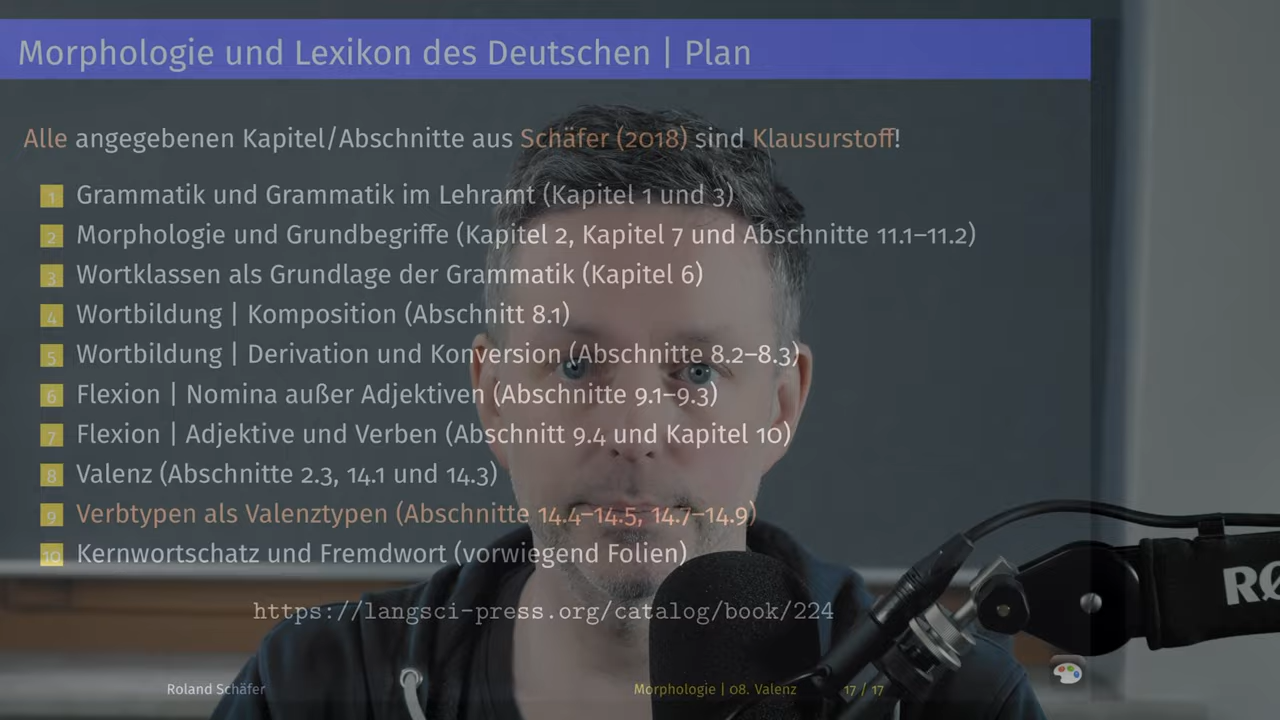 Morphologie und Lexikon des Deutschen | Plan
Alle angegebenen Kapitel/Abschnitte aus Schäfer (2018) sind Klausurstoff!
1 Grammatik und Grammatik im Lehramt (Kapitel 1 und 3)
2 Morphologie und Grundbegriffe (Kapitel 2, Kapitel 7 und Abschnitte 11.1–11.2)
3 Wortklassen als Grundlage der Grammatik (Kapitel 6)
4 Wortbildung | Komposition (Abschnitt 8.1)
5 Wortbildung | Derivation und Konversion (Abschnitte 8.2–8.3)
6 Flexion | Nomina außer Adjektiven (Abschnitte 9.1–9.3)
7 Flexion | Adjektive und Verben (Abschnitt 9.4 und Kapitel 10)
8 Valenz (Abschnitte 2.3, 14.1 und 14.3)
9 Verbtypen als Valenztypen (Abschnitte 14.4–14.5, 14.7–14.9)
10 Kernwortschatz und Fremdwort (vorwiegend Folien)
https://langsci-press.org/catalog/book/224
Roland Schäfer Morphologie | 08. Valenz 17 / 17